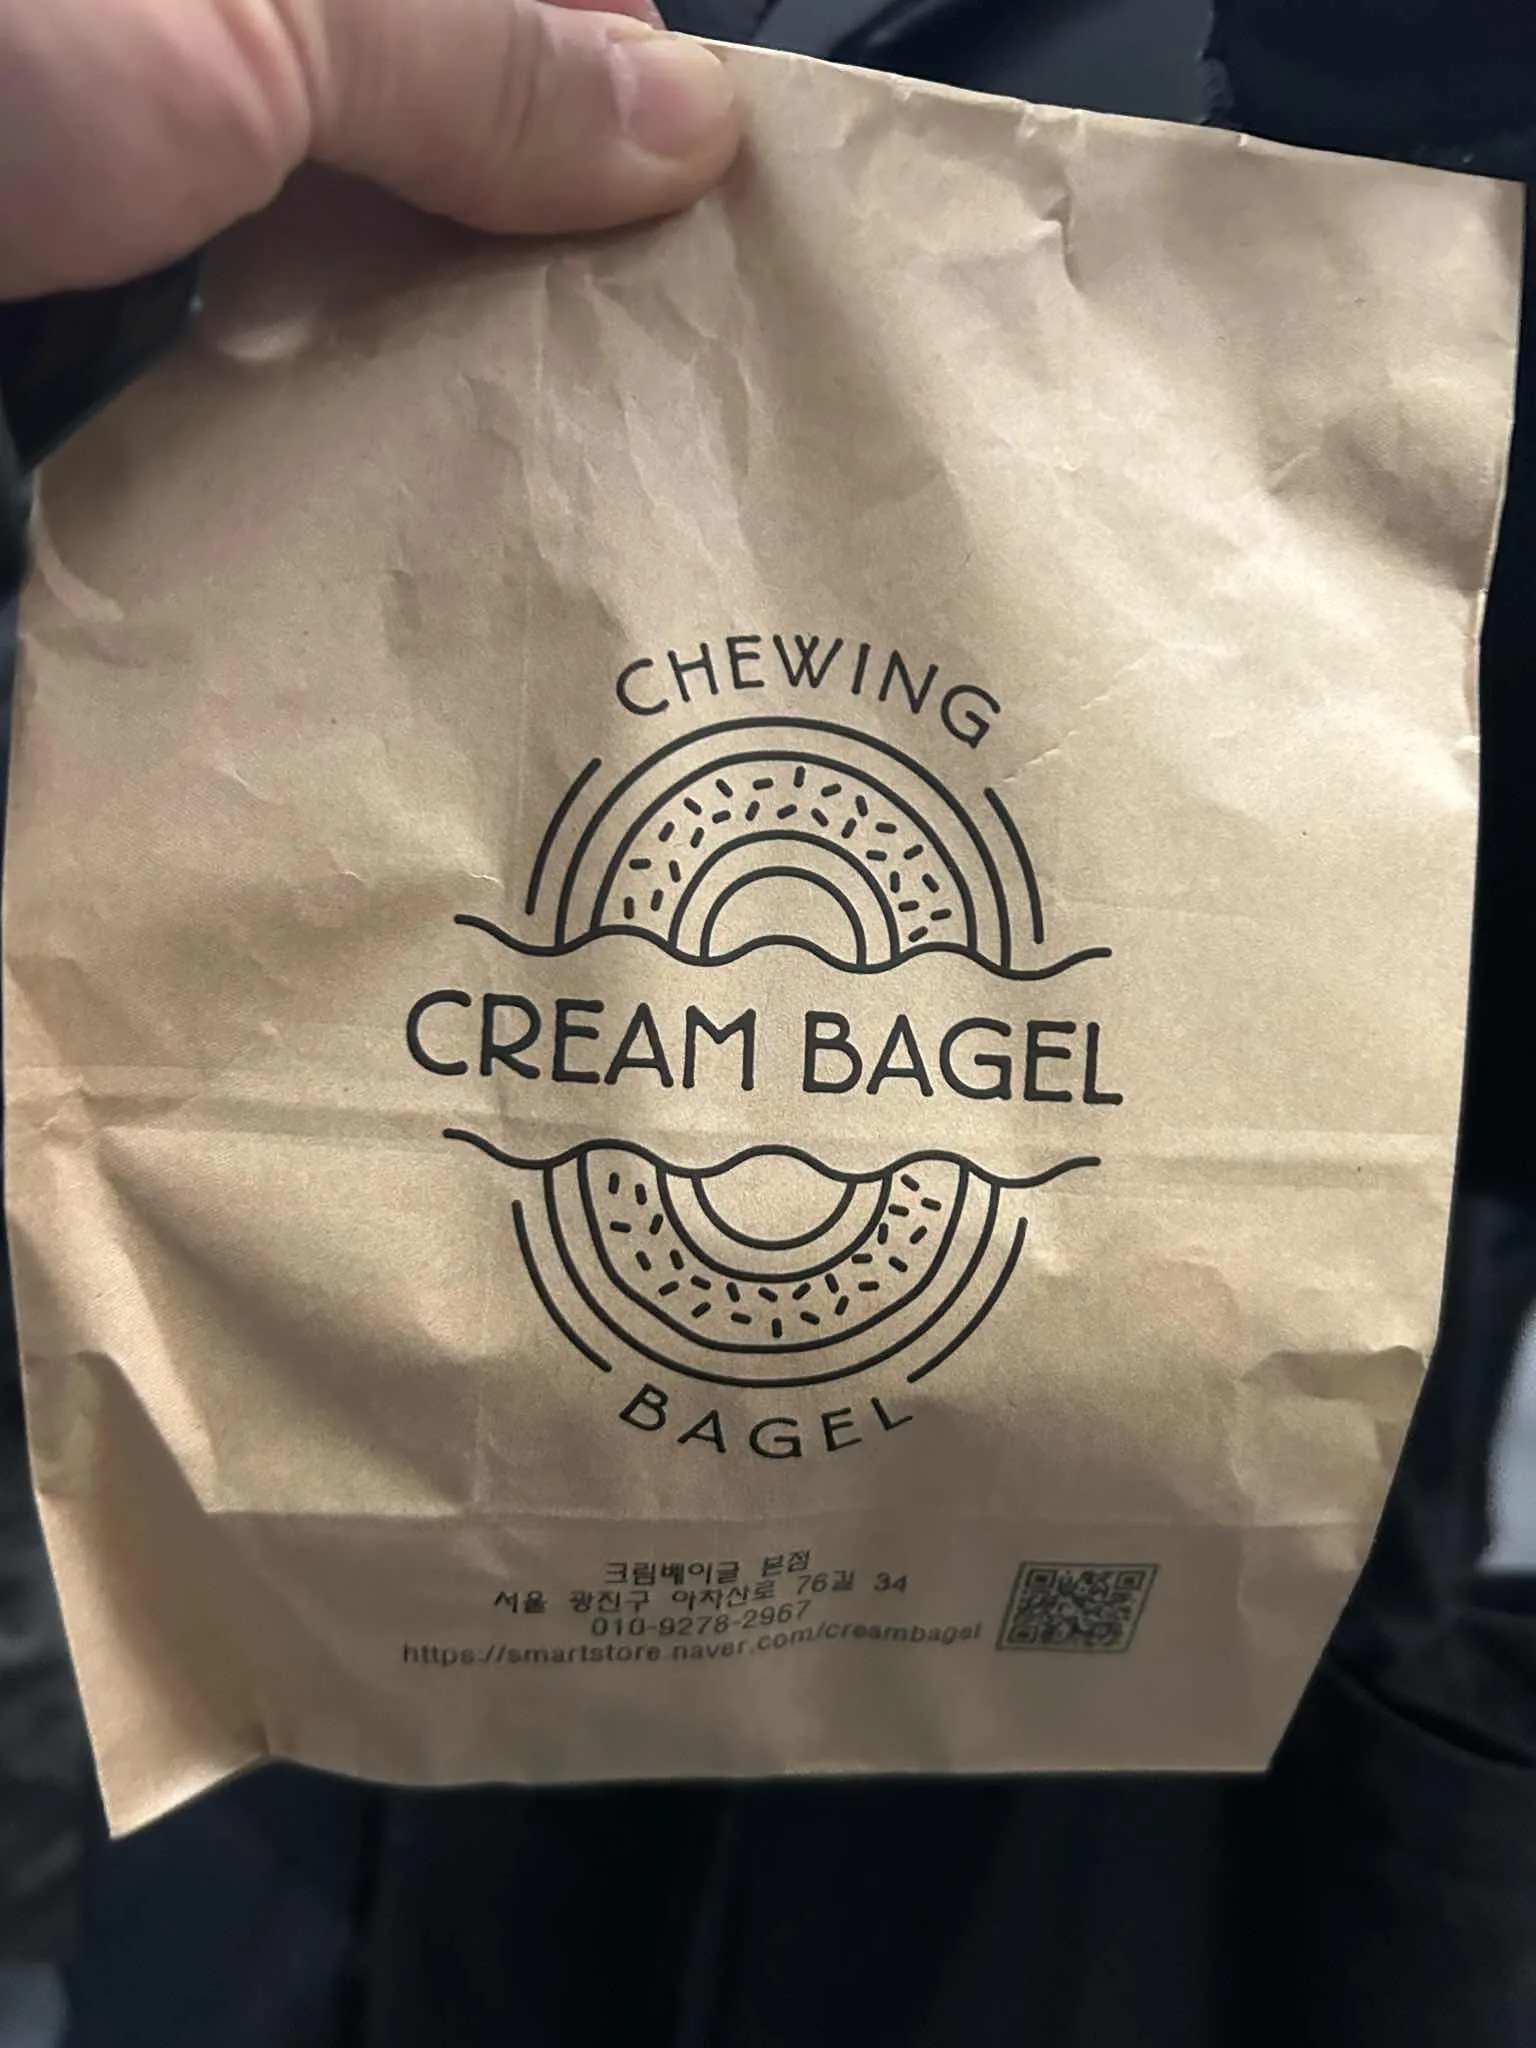 CHEWING
CREAM BAGEL
BAGEL
크림베이글 본점
서울 광진구 아차산로 76길 34
010-9278-2967
https://smartstore.naver.com/creambagel